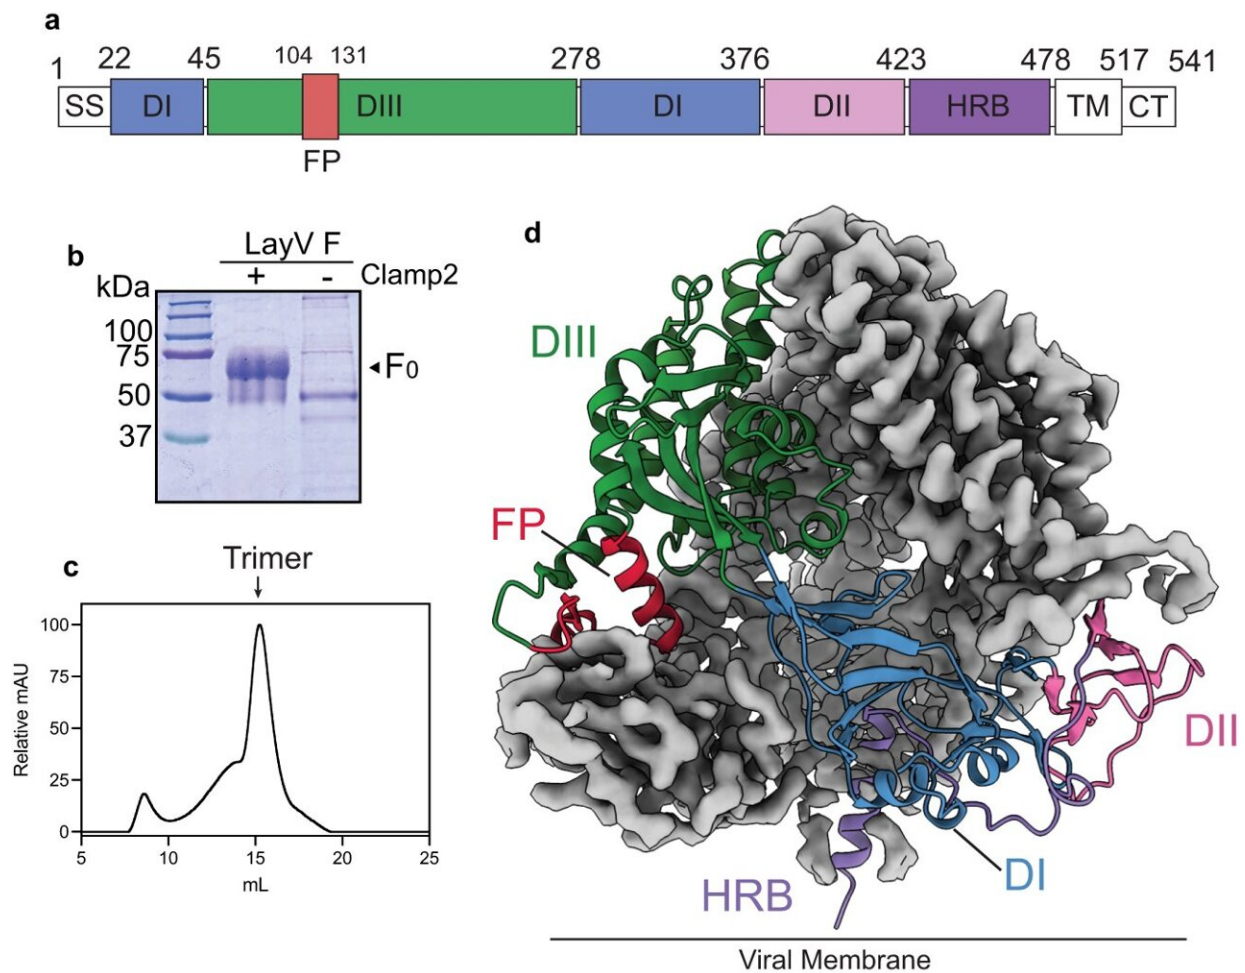 a
1 22 45 104 131 278 376 423 478 517 541
SS DI DIII DI DII HRB TM CT
FP
b
LayV F
kDa + - Clamp2
100
75
F0
50
37
c
Trimer
Relative mAU
100
75
50
25
0
5 10 15 20 25
mL
d
DIII
FP
DII
DI
HRB
Viral Membrane